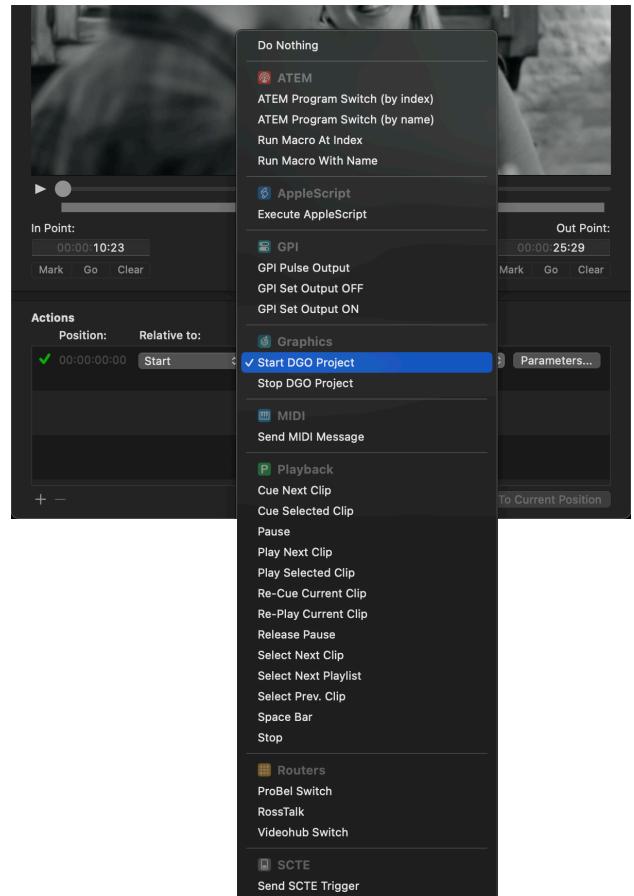 Do Nothing
ATEM
ATEM Program Switch (by index)
ATEM Program Switch (by name)
Run Macro At Index
Run Macro With Name
AppleScript
Execute AppleScript
In Point:
Out Point:
00:00:10:23
00:00:25:29
Mark Go Clear
Mark Go Clear
GPI
GPI Pulse Output
GPI Set Output OFF
GPI Set Output ON
Actions
Position: Relative to:
Graphics
00:00:00:00 Start
✓ Start DGO Project
Parameters...
Stop DGO Project
MIDI
Send MIDI Message
P Playback
Cue Next Clip
+ −
To Current Position
Cue Selected Clip
Pause
Play Next Clip
Play Selected Clip
Re-Cue Current Clip
Re-Play Current Clip
Release Pause
Select Next Clip
Select Next Playlist
Select Prev. Clip
Space Bar
Stop
Routers
ProBel Switch
RossTalk
Videohub Switch
SCTE
Send SCTE Trigger